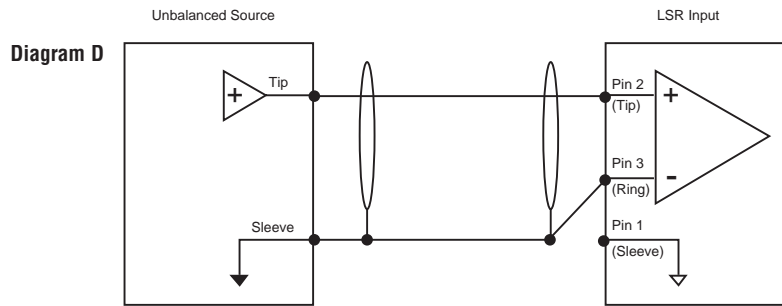 Unbalanced Source
LSR Input
Diagram D
Tip
+
Pin 2
(Tip)
+
Pin 3
(Ring)
-
Sleeve
Pin 1
(Sleeve)